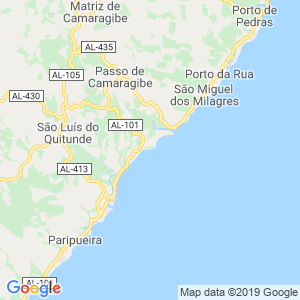 Matriz de
Camaragibe
Porto de
Pedras
AL-435
AL-105
Passo de
Camaragibe
Porto da Rua
AL-430
São Miguel
dos Milagres
São Luís do
Quitunde
AL-101
AL-413
Paripueira
AL-101
Google
Map data ©2019 Google